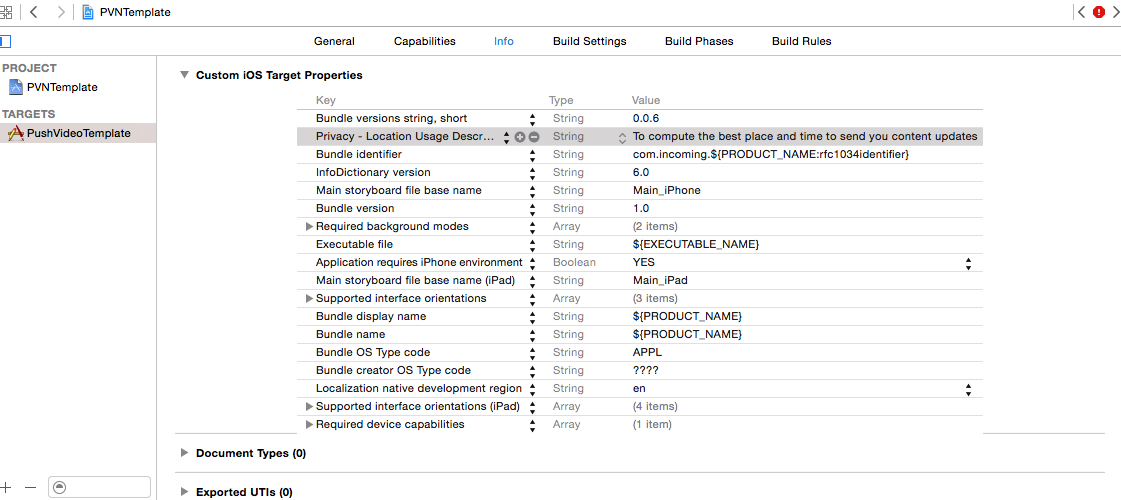 PVNTemplate
General Capabilities Info Build Settings Build Phases Build Rules
PROJECT
PVNTemplate
TARGETS
PushVideoTemplate
Custom iOS Target Properties
Key Type Value
Bundle versions string, short String 0.0.6
Privacy - Location Usage Descr... String To compute the best place and time to send you content updates
Bundle identifier String com.incoming.${PRODUCT_NAME:rfc1034identifier}
InfoDictionary version String 6.0
Main storyboard file base name String Main_iPhone
Bundle version String 1.0
Required background modes Array (2 items)
Executable file String ${EXECUTABLE_NAME}
Application requires iPhone environment Boolean YES
Main storyboard file base name (iPad) String Main_iPad
Supported interface orientations Array (3 items)
Bundle display name String ${PRODUCT_NAME}
Bundle name String ${PRODUCT_NAME}
Bundle OS Type code String APPL
Bundle creator OS Type code String ????
Localization native development region String en
Supported interface orientations (iPad) Array (4 items)
Required device capabilities Array (1 item)
Document Types (0)
Exported UTIs (0)